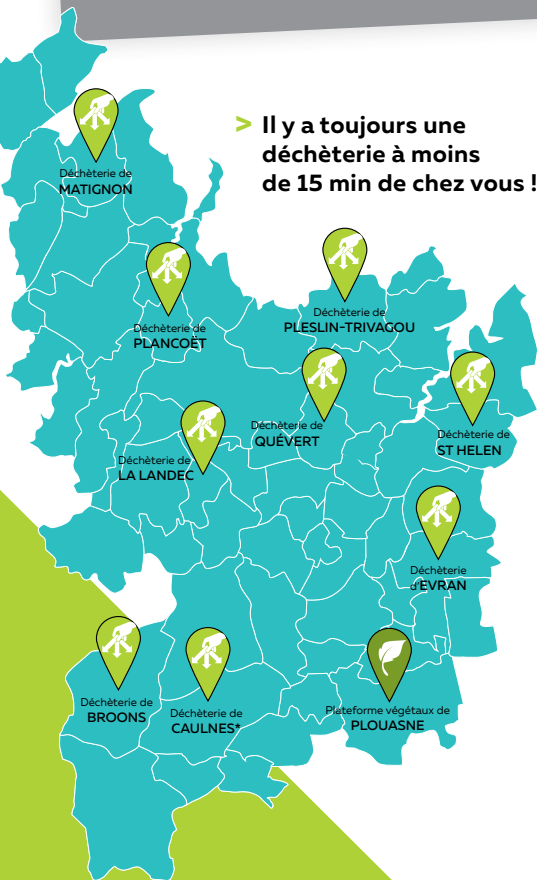 > Il y a toujours une
déchèterie à moins
de 15 min de chez vous !
Déchèterie de
MATIGNON
Déchèterie de
PLANCOËT
Déchèterie de
PLESLIN-TRIVAGOU
Déchèterie de
QUÉVERT
Déchèterie de
ST HELEN
Déchèterie de
LA LANDEC
Déchèterie
d'EVRAN
Déchèterie de
BROONS
Déchèterie de
CAULNES*
Plateforme végétaux de
PLOUASNE